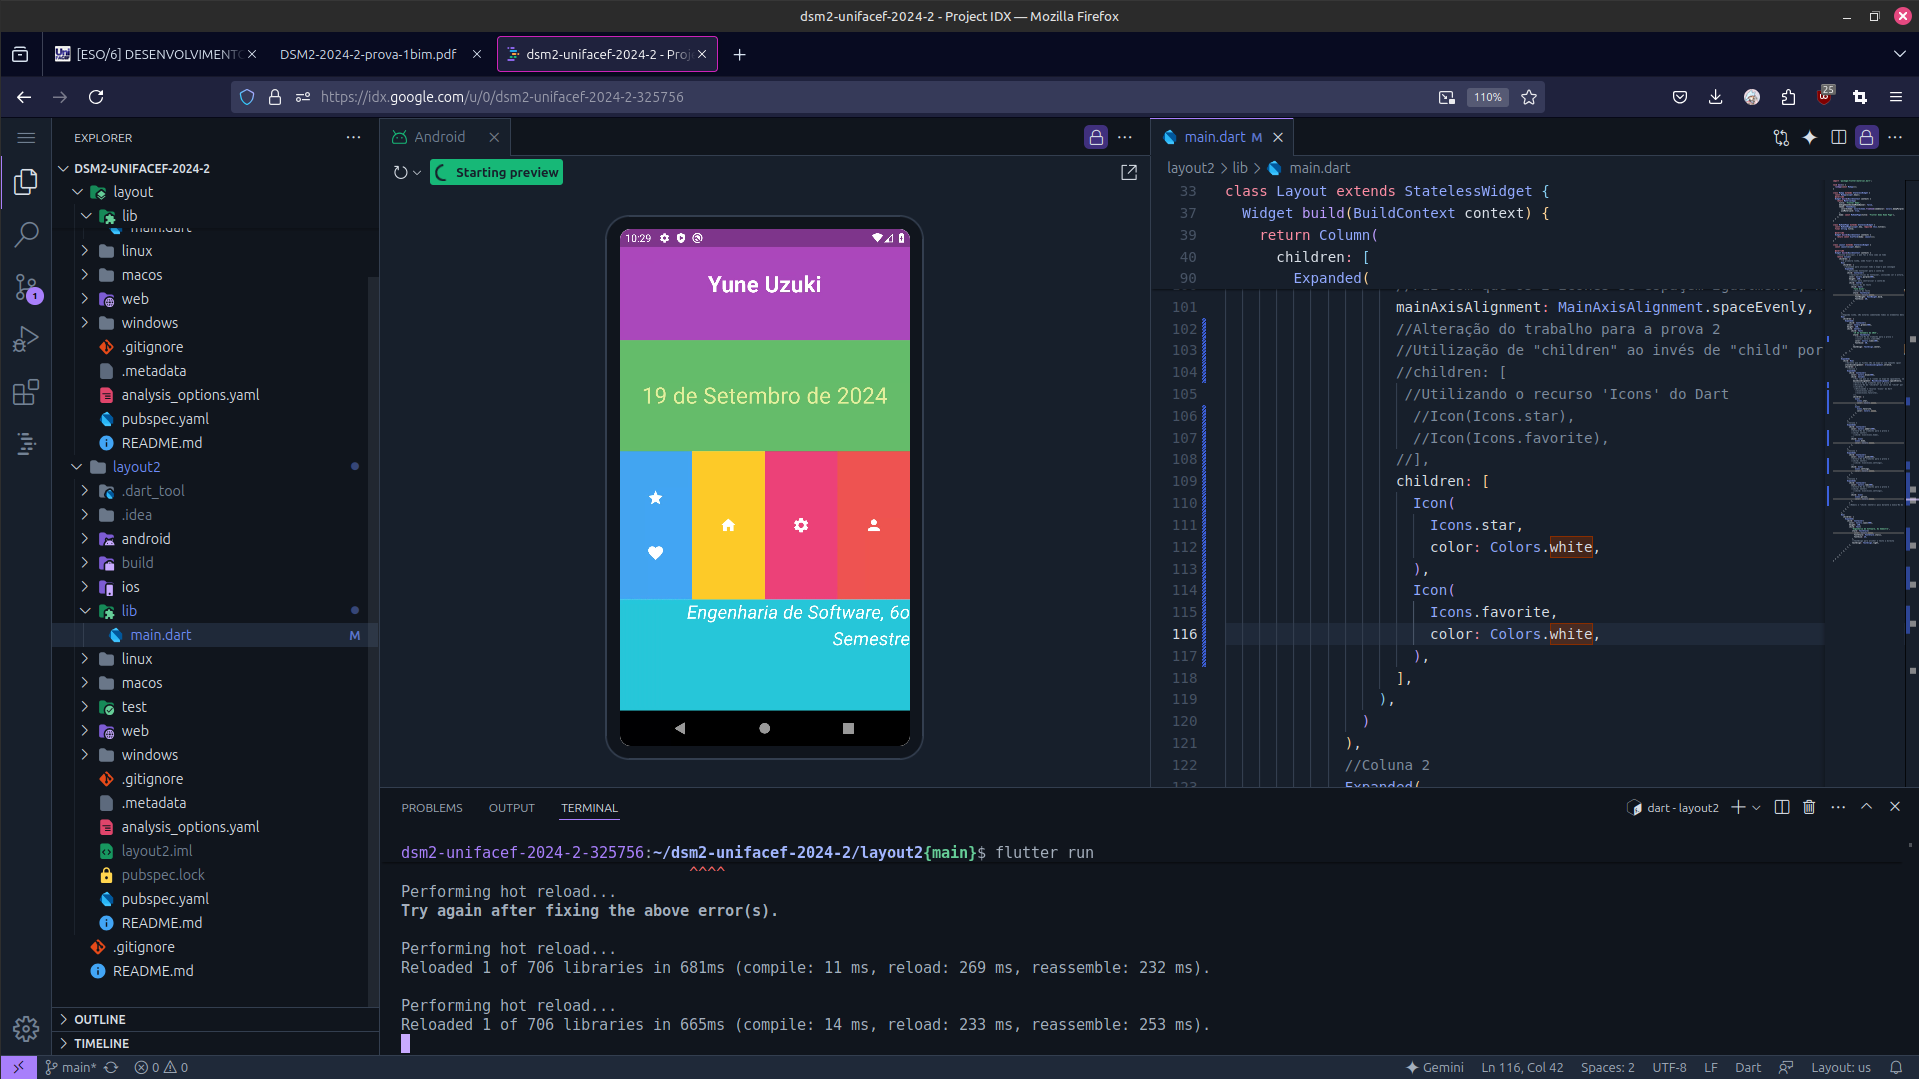 dsm2-unifacef-2024-2 - Project IDX — Mozilla Firefox
[ESO/6] DESENVOLVIMENTO
DSM2-2024-2-prova-1bim.pdf
dsm2-unifacef-2024-2 - Proj
https://idx.google.com/u/0/dsm2-unifacef-2024-2-325756
110%
25
EXPLORER
DSM2-UNIFACEF-2024-2
layout
lib
main.dart
linux
macos
web
windows
.gitignore
.metadata
analysis_options.yaml
pubspec.yaml
README.md
layout2
.dart_tool
.idea
android
build
ios
lib
main.dart M
linux
macos
test
web
windows
.gitignore
.metadata
analysis_options.yaml
layout2.iml
pubspec.lock
pubspec.yaml
README.md
.gitignore
README.md
OUTLINE
TIMELINE
1
Android
Starting preview
10:29
Yune Uzuki
19 de Setembro de 2024
Engenharia de Software, 6o
Semestre
main.dart M
layout2 > lib > main.dart
33 class Layout extends StatelessWidget {
37 Widget build(BuildContext context) {
39 return Column(
40 children: [
90 Expanded(
101 mainAxisAlignment: MainAxisAlignment.spaceEvenly,
102 //Alteração do trabalho para a prova 2
103 //Utilização de "children" ao invés de "child" por
104 //children: [
105 //Utilizando o recurso 'Icons' do Dart
106 //Icon(Icons.star),
107 //Icon(Icons.favorite),
108 //],
109 children: [
110 Icon(
111 Icons.star,
112 color: Colors.white,
113 ),
114 Icon(
115 Icons.favorite,
116 color: Colors.white,
117 ),
118 ],
119 ),
120 )
121 ),
122 //Coluna 2
123 Expanded(
PROBLEMS OUTPUT TERMINAL
dart - layout2
dsm2-unifacef-2024-2-325756:~/dsm2-unifacef-2024-2/layout2{main}$ flutter run
^^^^
Performing hot reload...
Try again after fixing the above error(s).
Performing hot reload...
Reloaded 1 of 706 libraries in 681ms (compile: 11 ms, reload: 269 ms, reassemble: 232 ms).
Performing hot reload...
Reloaded 1 of 706 libraries in 665ms (compile: 14 ms, reload: 233 ms, reassemble: 253 ms).
main* 0 0
Gemini Ln 116, Col 42 Spaces: 2 UTF-8 LF Dart Layout: us